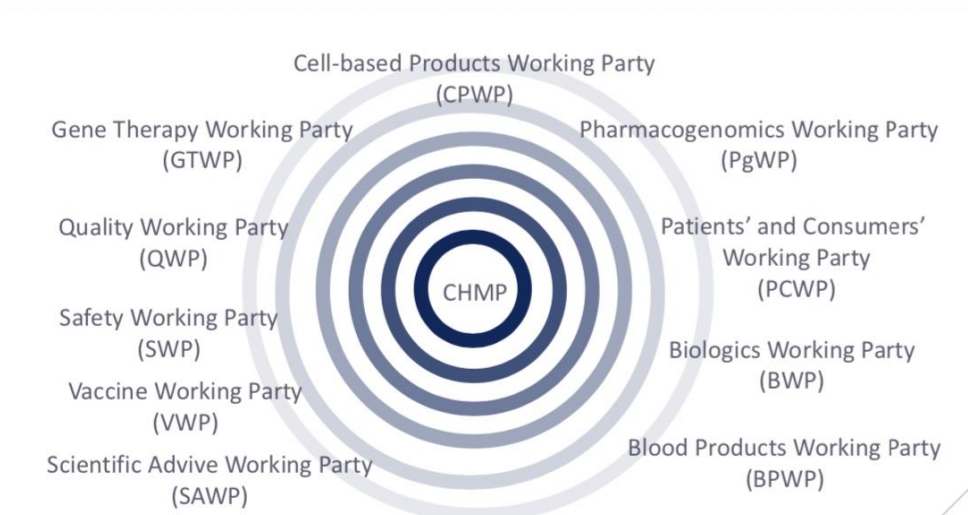 Cell-based Products Working Party
(CPWP)
Gene Therapy Working Party
(GTWP)
Pharmacogenomics Working Party
(PgWP)
Quality Working Party
(QWP)
Patients’ and Consumers’
Working Party
(PCWP)
CHMP
Safety Working Party
(SWP)
Biologics Working Party
(BWP)
Vaccine Working Party
(VWP)
Blood Products Working Party
(BPWP)
Scientific Advive Working Party
(SAWP)